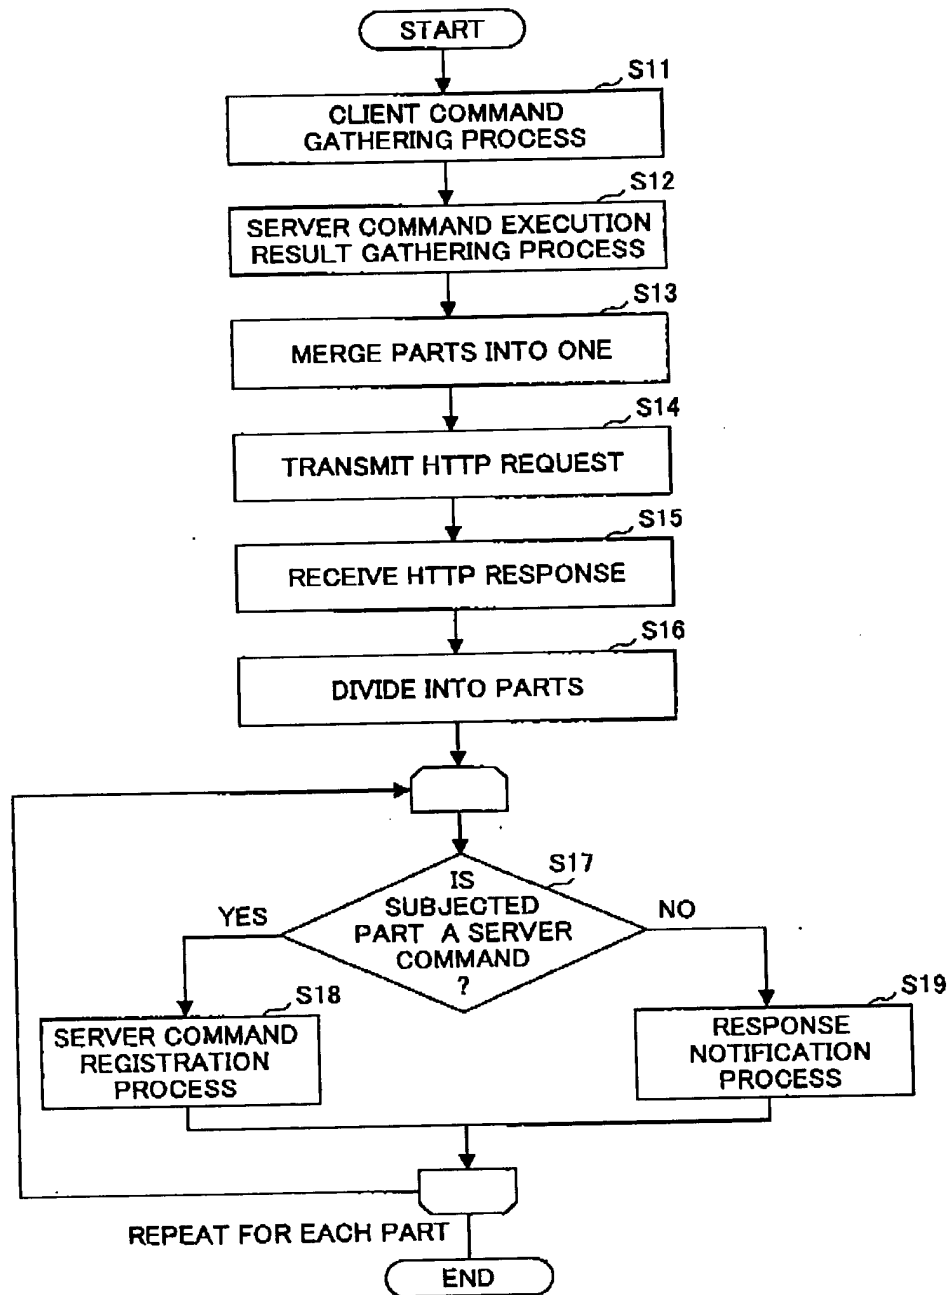 START
S11
CLIENT COMMAND
GATHERING PROCESS
S12
SERVER COMMAND EXECUTION
RESULT GATHERING PROCESS
S13
MERGE PARTS INTO ONE
S14
TRANSMIT HTTP REQUEST
S15
RECEIVE HTTP RESPONSE
S16
DIVIDE INTO PARTS
S17
IS
SUBJECTED
PART A SERVER
COMMAND
?
YES
NO
S18
SERVER COMMAND
REGISTRATION
PROCESS
S19
RESPONSE
NOTIFICATION
PROCESS
REPEAT FOR EACH PART
END